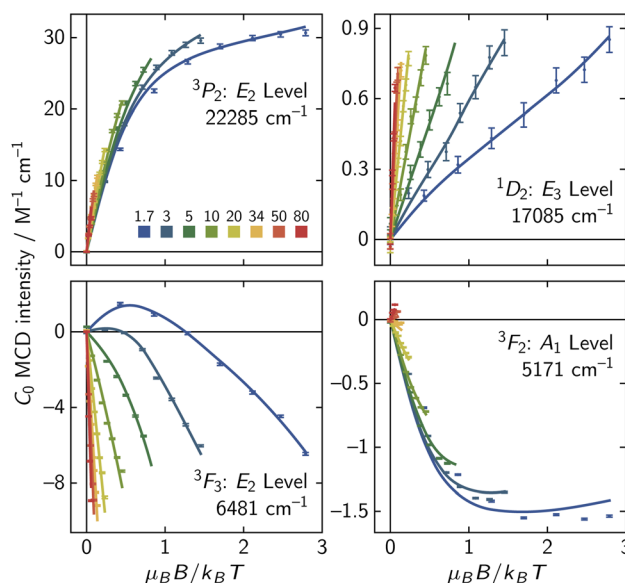 30
20
10
0
³P₂: E₂ Level
22285 cm⁻¹
1.7 3 5 10 20 34 50 80
0.9
0.6
0.3
0
¹D₂: E₃ Level
17085 cm⁻¹
C₀ MCD intensity / M⁻¹ cm⁻¹
0
−4
−8
³F₃: E₂ Level
6481 cm⁻¹
0 1 2 3
μ_B B/k_B T
0
−0.5
−1.0
−1.5
³F₂: A₁ Level
5171 cm⁻¹
0 1 2 3
μ_B B/k_B T